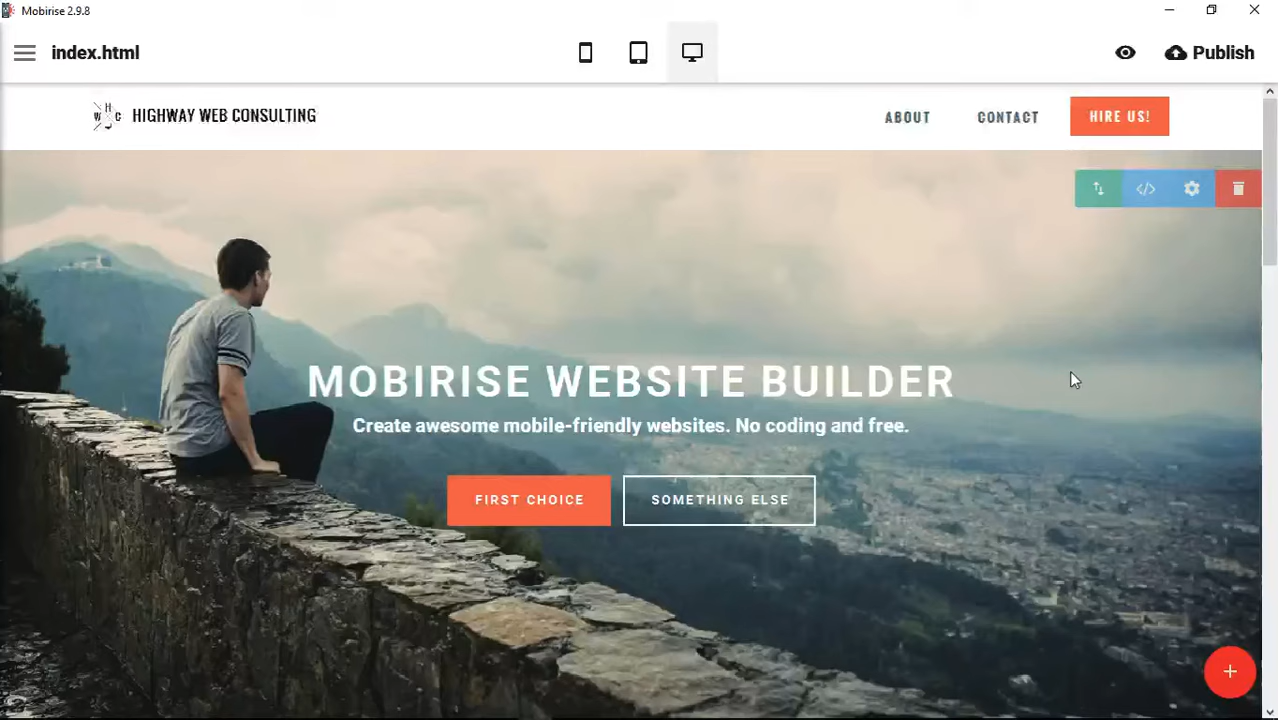 Mobirise 2.9.8
index.html
Publish
H
W C
HIGHWAY WEB CONSULTING
ABOUT
CONTACT
HIRE US!
</>
MOBIRISE WEBSITE BUILDER
Create awesome mobile-friendly websites. No coding and free.
FIRST CHOICE
SOMETHING ELSE